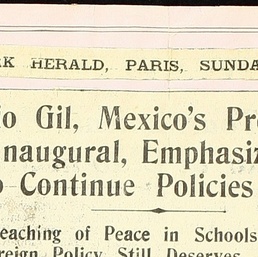 RK HERALD, PARIS, SUNDA
o Gil, Mexico's Pr
naugural, Emphasiz
o Continue Policies
eaching of Peace in Schools
reign Policy Still Deserves